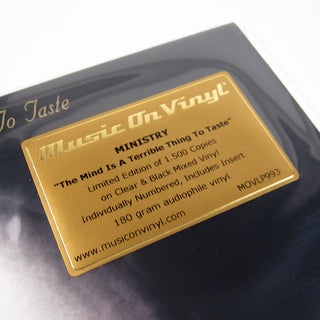 To Taste
Music On Vinyl
MINISTRY
"The Mind Is A Terrible Thing To Taste"
Limited Edition of 1.500 Copies
on Clear & Black Mixed Vinyl
Individually Numbered, Includes Insert
180 gram audiophile vinyl
www.musiconvinyl.com
MOVLP993